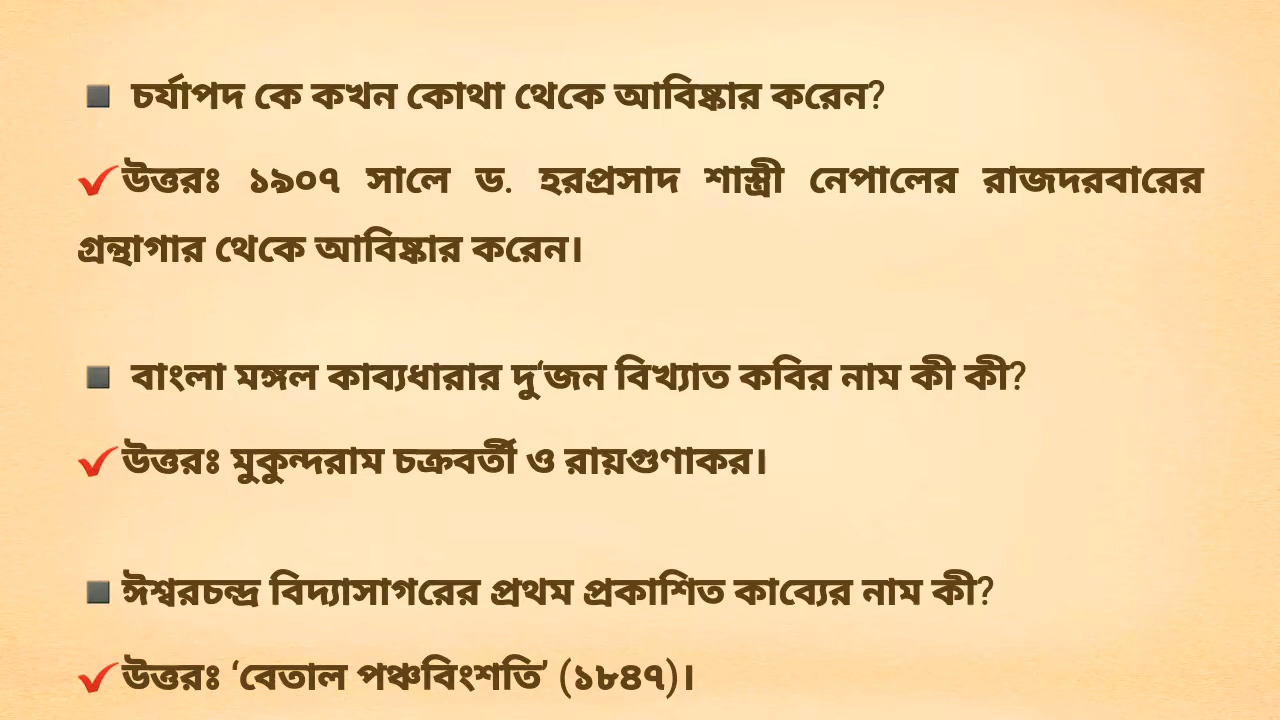 ▪ চর্যাপদ কে কখন কোথা থেকে আবিষ্কার করেন?
✓উত্তরঃ ১৯০৭ সালে ড. হরপ্রসাদ শাস্ত্রী নেপালের রাজদরবারের
গ্রন্থাগার থেকে আবিষ্কার করেন।
▪ বাংলা মঙ্গল কাব্যধারার দু‘জন বিখ্যাত কবির নাম কী কী?
✓উত্তরঃ মুকুন্দরাম চক্রবর্তী ও রায়গুণাকর।
▪ ঈশ্বরচন্দ্র বিদ্যাসাগরের প্রথম প্রকাশিত কাব্যের নাম কী?
✓উত্তরঃ ‘বেতাল পঞ্চবিংশতি’ (১৮৪৭)।